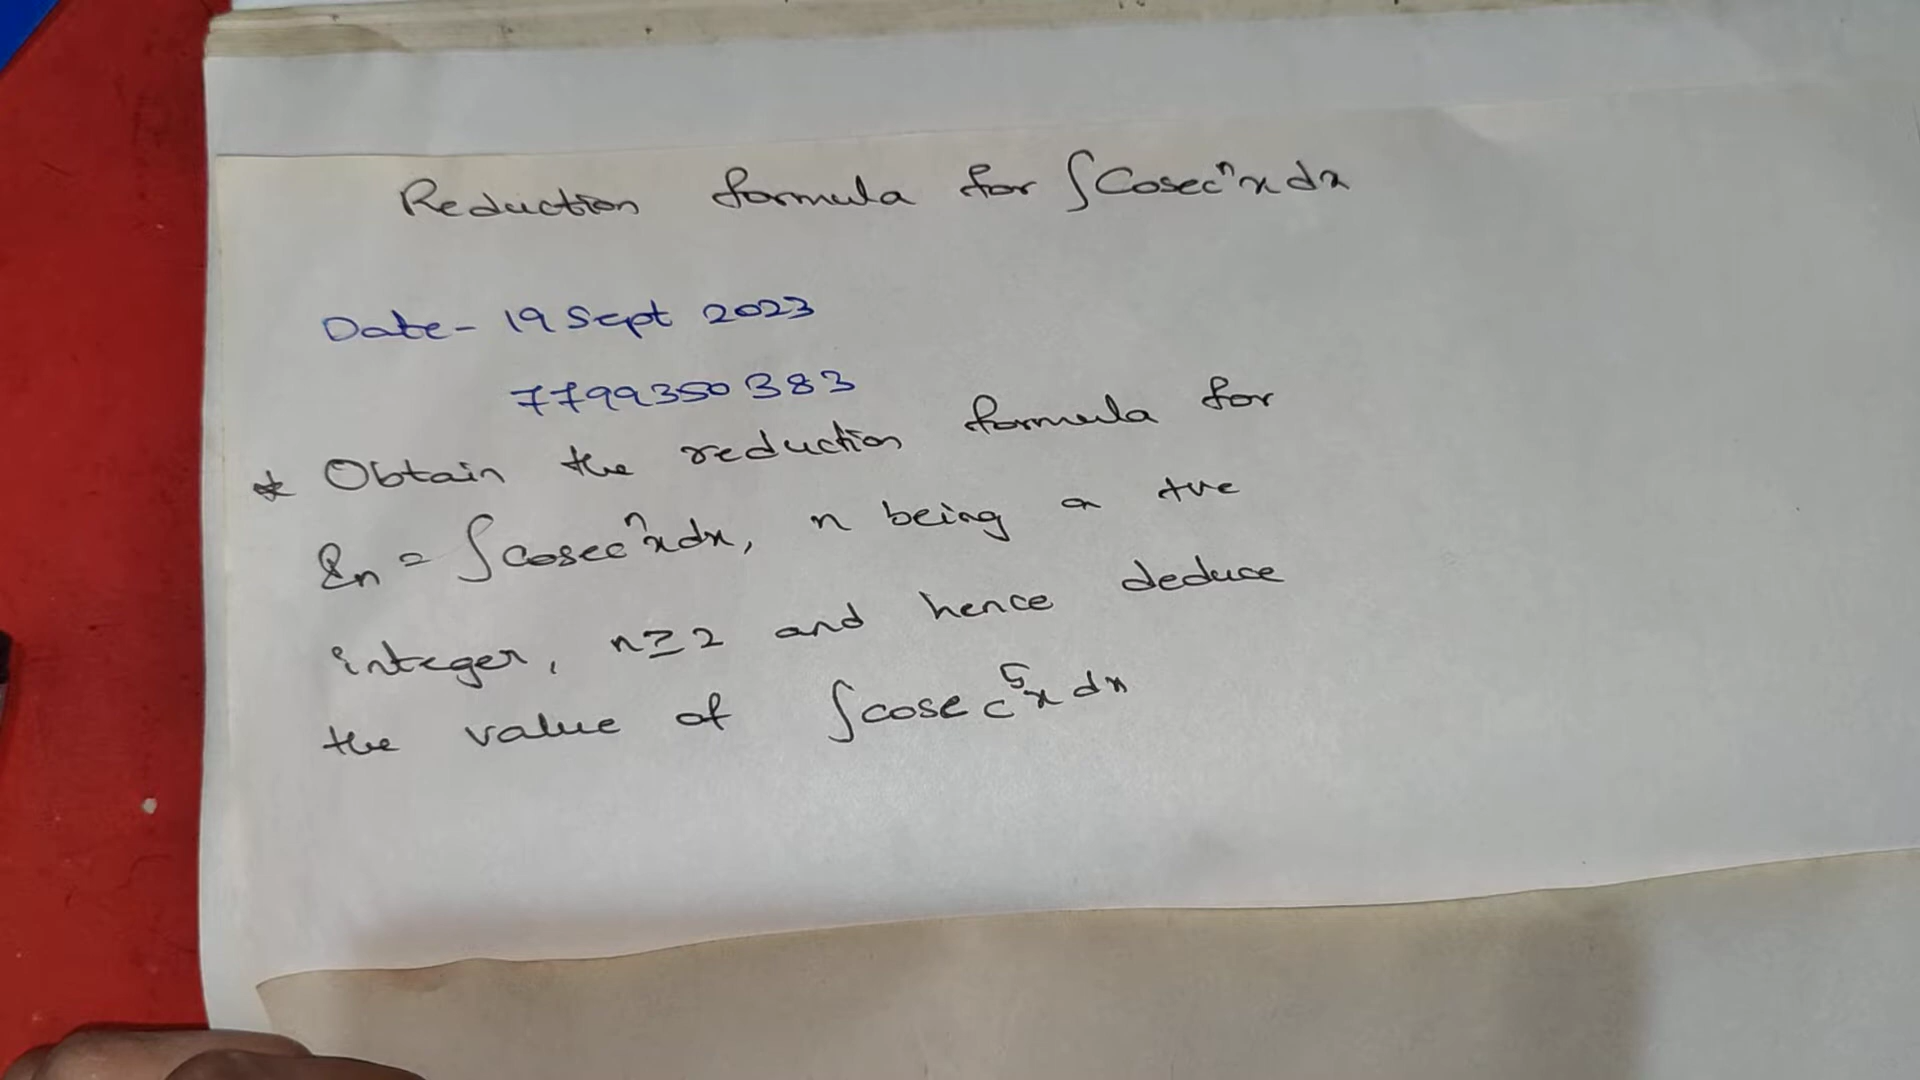 Reduction formula for ∫Cosecⁿx dx
Date - 19 Sept 2023
7799350383
* Obtain the reduction formula for
In = ∫cosecⁿx dx, n being a +ve
integer, n≥2 and hence deduce
the value of ∫cosec⁵x dx